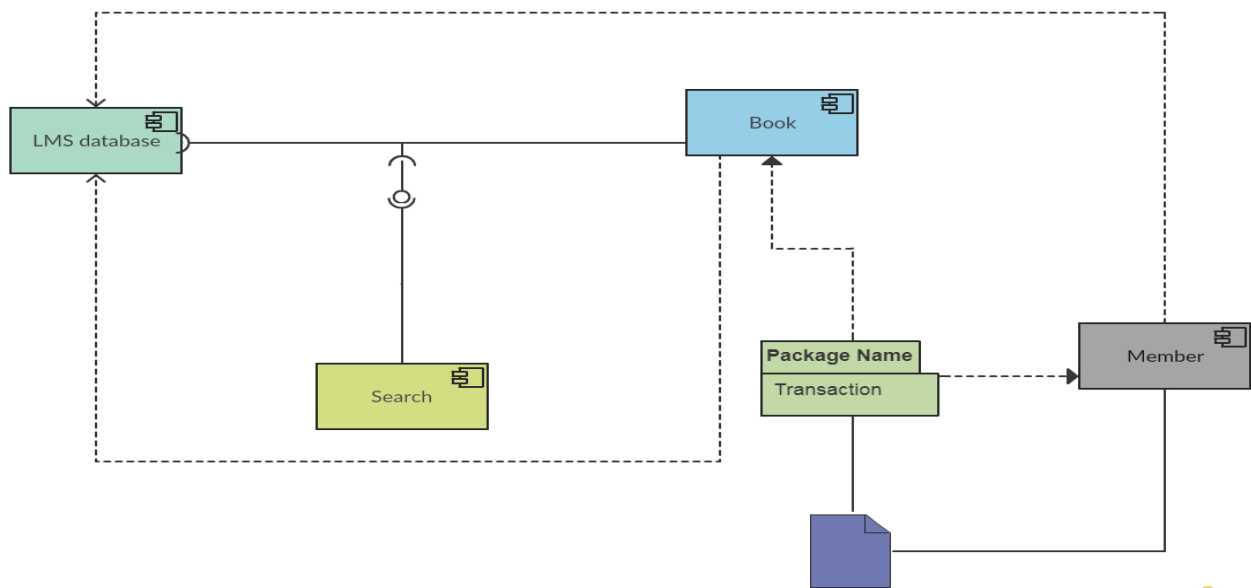 LMS database
Book
Search
Package Name
Transaction
Member